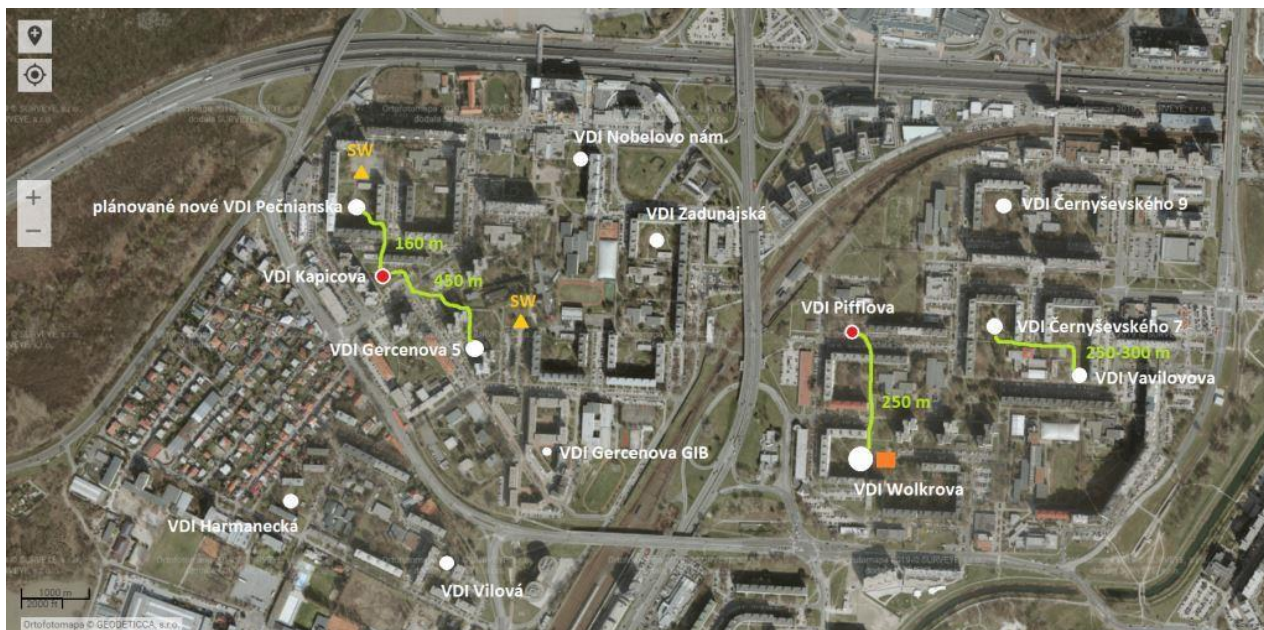 VDI Nobelovo nám.
SW
plánované nové VDI Pečnianska
VDI Černyševského 9
VDI Zadunajská
160 m
VDI Kapicova
450 m
SW
VDI Pifflova
VDI Černyševského 7
VDI Gercenova 5
250-300 m
VDI Vavilovova
250 m
VDI Gercenova GIB
VDI Wolkrova
VDI Harmanecká
VDI Vilová
+
−
1000 m
2000 ft
Ortofotomapa © GEODETICCA, s.r.o.